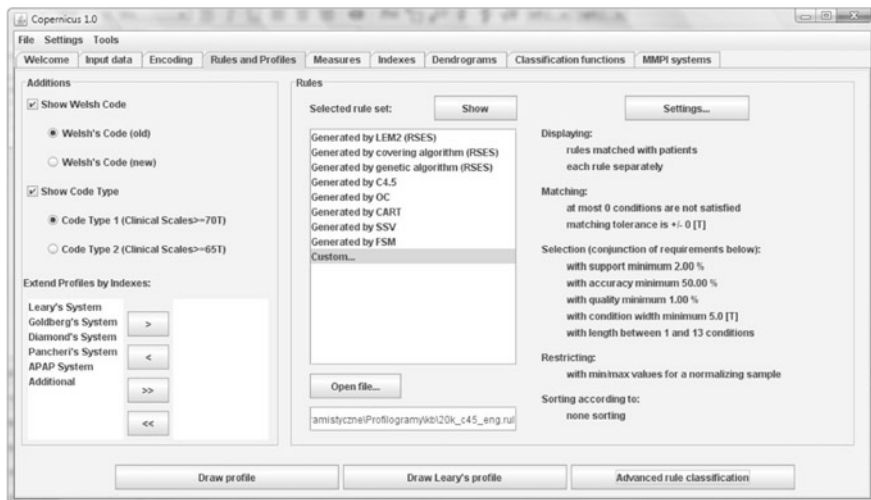 Copernicus 1.0
File Settings Tools
Welcome Input data Encoding Rules and Profiles Measures Indexes Dendrograms Classification functions MMPI systems
Additions
Show Welsh Code
Welsh's Code (old)
Welsh's Code (new)
Show Code Type
Code Type 1 (Clinical Scales>=70T)
Code Type 2 (Clinical Scales>=65T)
Extend Profiles by Indexes:
Leary's System
Goldberg's System
Diamond's System
Pancheri's System
APAP System
Additional
>
<
>>
<<
Rules
Selected rule set:
Show
Generated by LEM2 (RSES)
Generated by covering algorithm (RSES)
Generated by genetic algorithm (RSES)
Generated by C4.5
Generated by OC
Generated by CART
Generated by SSV
Generated by FSM
Custom...
Open file...
amistyczne\Profilogramy\kb\20k_c45_eng.rul
Settings...
Displaying:
rules matched with patients
each rule separately
Matching:
at most 0 conditions are not satisfied
matching tolerance is +/- 0 [T]
Selection (conjunction of requirements below):
with support minimum 2.00 %
with accuracy minimum 50.00 %
with quality minimum 1.00 %
with condition width minimum 5.0 [T]
with length between 1 and 13 conditions
Restricting:
with min/max values for a normalizing sample
Sorting according to:
none sorting
Draw profile
Draw Leary's profile
Advanced rule classification